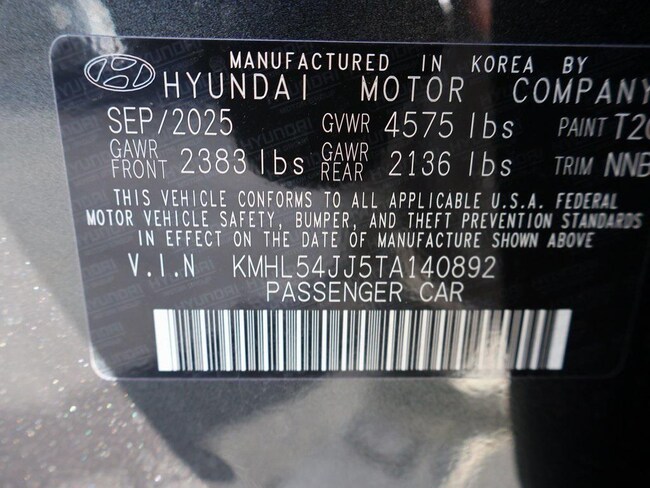 MANUFACTURED IN KOREA BY
HYUNDAI MOTOR COMPANY
SEP/2025 GVWR 4575 lbs PAINT T2
GAWR FRONT 2383 lbs GAWR REAR 2136 lbs TRIM NNB
THIS VEHICLE CONFORMS TO ALL APPLICABLE U.S.A. FEDERAL
MOTOR VEHICLE SAFETY, BUMPER, AND THEFT PREVENTION STANDARDS
IN EFFECT ON THE DATE OF MANUFACTURE SHOWN ABOVE
V.I.N KMHL54JJ5TA140892
PASSENGER CAR